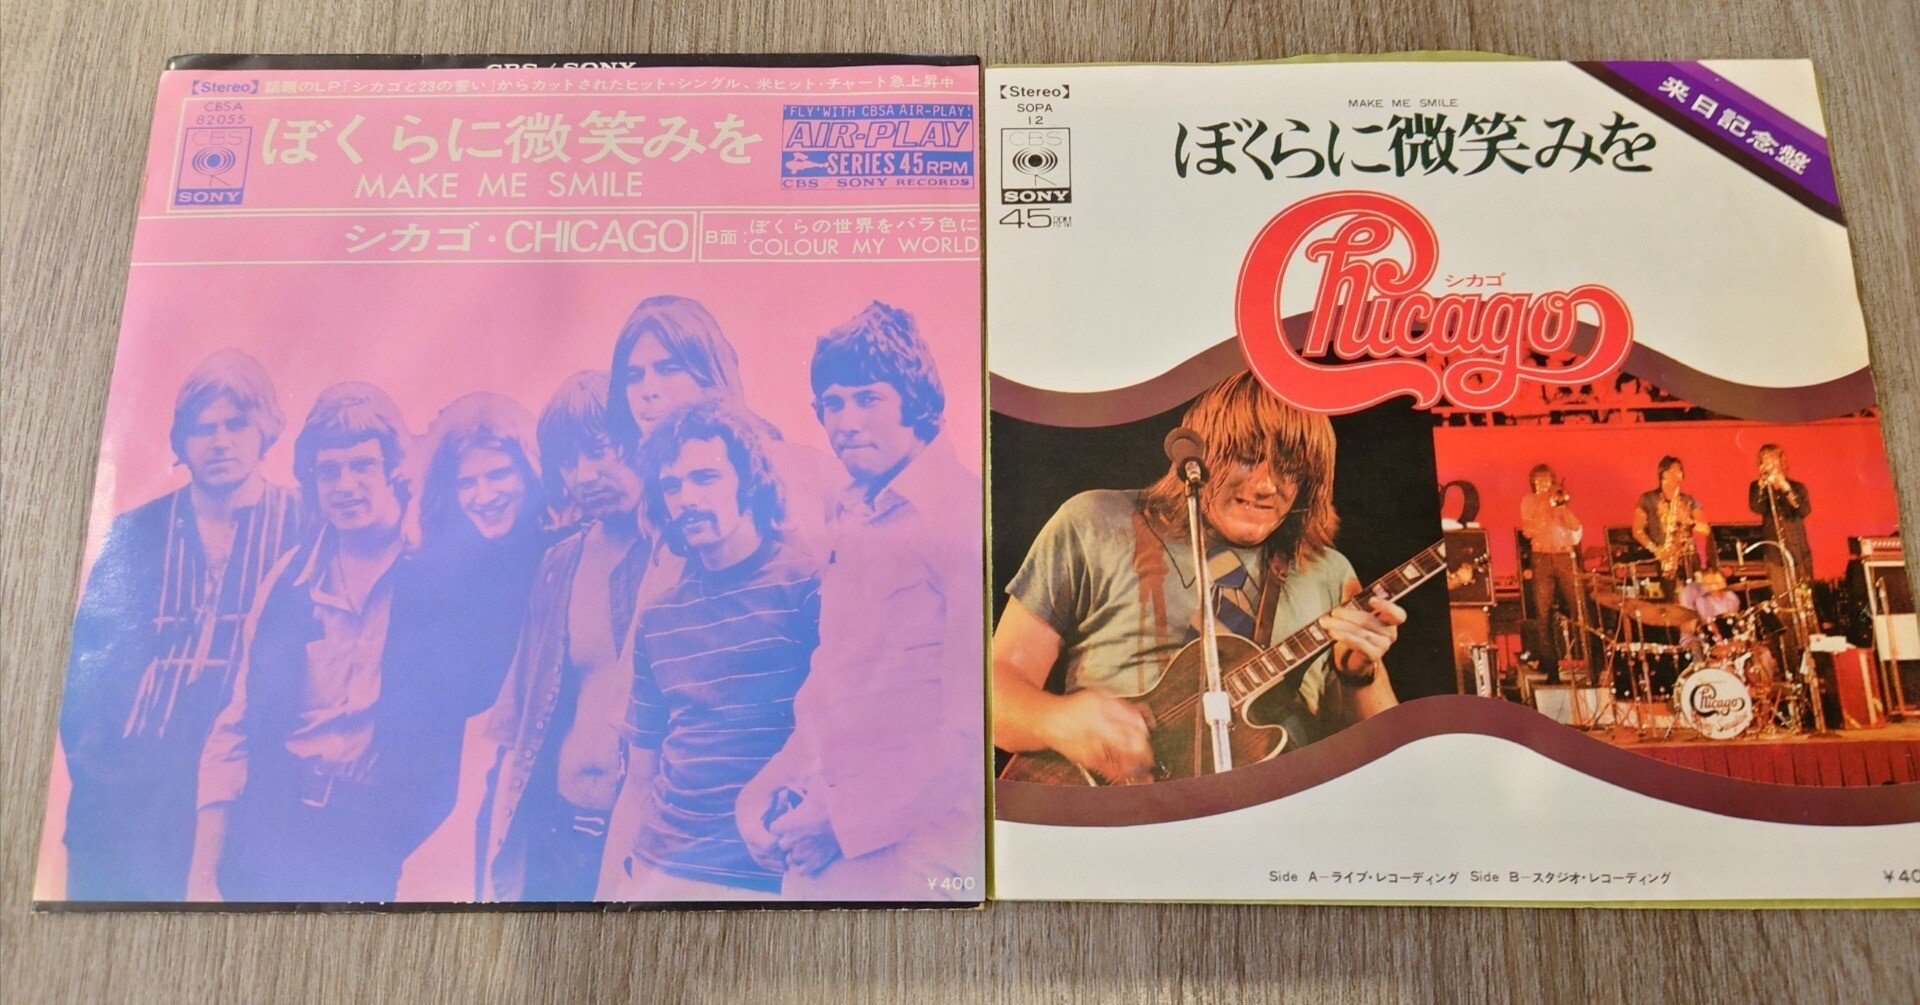 CBS / SONY
【Stereo】 話題のLP「シカゴと23の誓い」からカットされたヒット・シングル、米ヒット・チャート急上昇中
CBSA
82055
CBS
SONY
ぼくらに微笑みを
MAKE ME SMILE
'FLY' WITH CBSA AIR-PLAY!
AIR-PLAY
SERIES 45 RPM
CBS / SONY RECORDS
シカゴ・CHICAGO
B面:ぼくらの世界をバラ色に
COLOUR MY WORLD
¥400
【Stereo】
SOPA
12
CBS
SONY
45 RPM
MAKE ME SMILE
ぼくらに微笑みを
来日記念盤
シカゴ
Chicago
Chicago
Side A—ライブ・レコーディング Side B—スタジオ・レコーディング